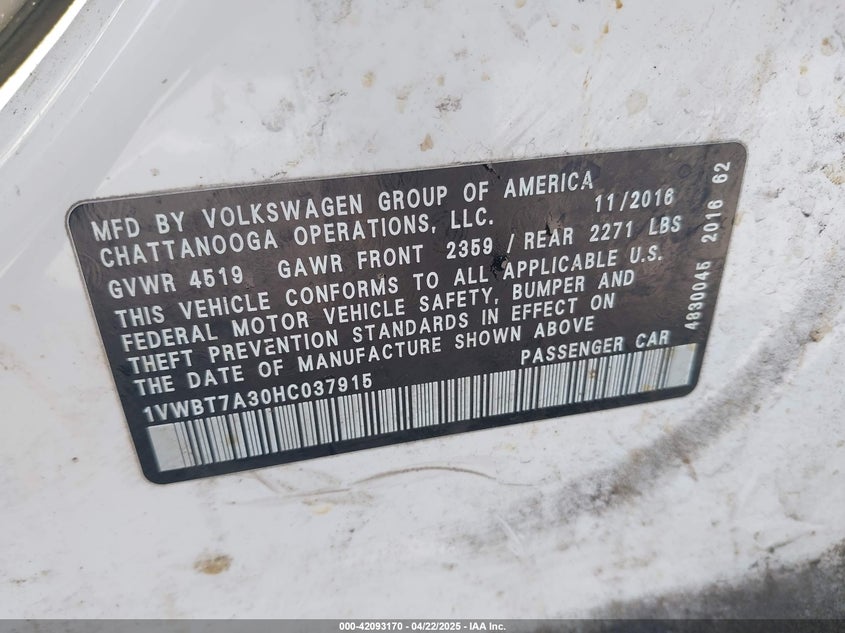 MFD BY VOLKSWAGEN GROUP OF AMERICA
CHATTANOOGA OPERATIONS, LLC. 11/2016
GVWR 4519 GAWR FRONT 2359 / REAR 2271 LBS
THIS VEHICLE CONFORMS TO ALL APPLICABLE U.S.
FEDERAL MOTOR VEHICLE SAFETY, BUMPER AND
THEFT PREVENTION STANDARDS IN EFFECT ON
THE DATE OF MANUFACTURE SHOWN ABOVE
1VWBT7A30HC037915 PASSENGER CAR
4830045 2016 62
000-42093170 - 04/22/2025 - IAA Inc.